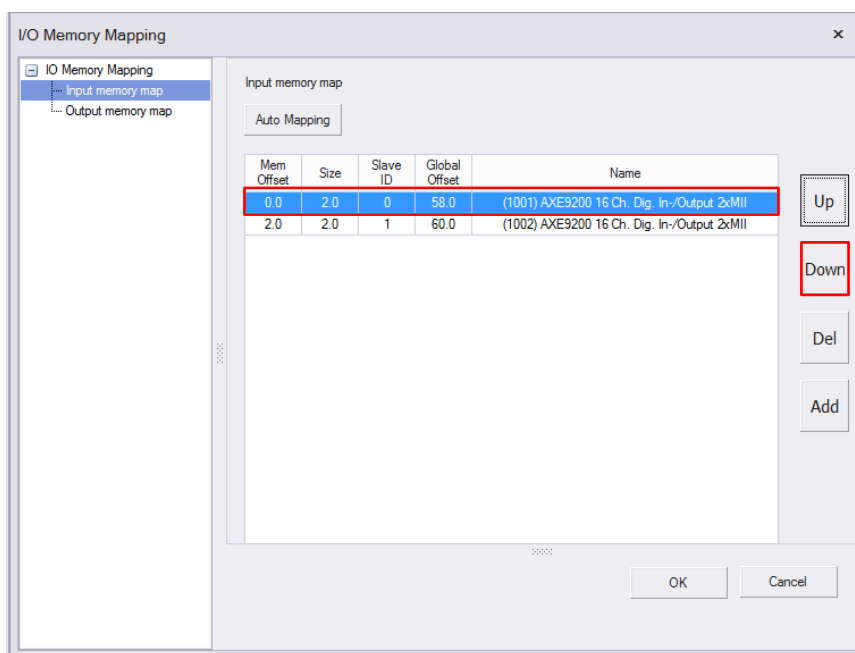 I/O Memory Mapping
×
IO Memory Mapping
Input memory map
Output memory map
Input memory map
Auto Mapping
Mem Offset Size Slave ID Global Offset Name
0.0 2.0 0 58.0 (1001) AXE9200 16 Ch. Dig. In-/Output 2xMII
2.0 2.0 1 60.0 (1002) AXE9200 16 Ch. Dig. In-/Output 2xMII
Up
Down
Del
Add
OK Cancel